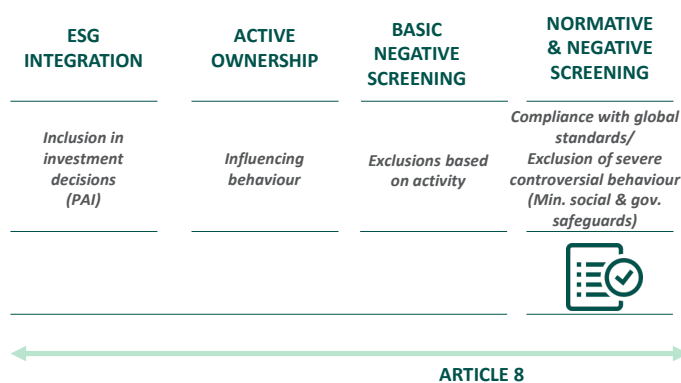 ESG
INTEGRATION
ACTIVE
OWNERSHIP
BASIC
NEGATIVE
SCREENING
NORMATIVE
& NEGATIVE
SCREENING
Inclusion in
investment
decisions
(PAI)
Influencing
behaviour
Exclusions based
on activity
Compliance with global
standards/
Exclusion of severe
controversial behaviour
(Min. social & gov.
safeguards)
ARTICLE 8